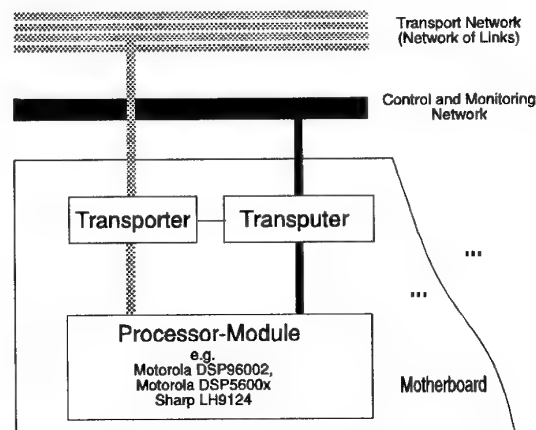 Transport Network
(Network of Links)
Control and Monitoring
Network
Transporter
Transputer
...
...
Processor-Module
e.g.
Motorola DSP96002,
Motorola DSP5600x
Sharp LH9124
Motherboard